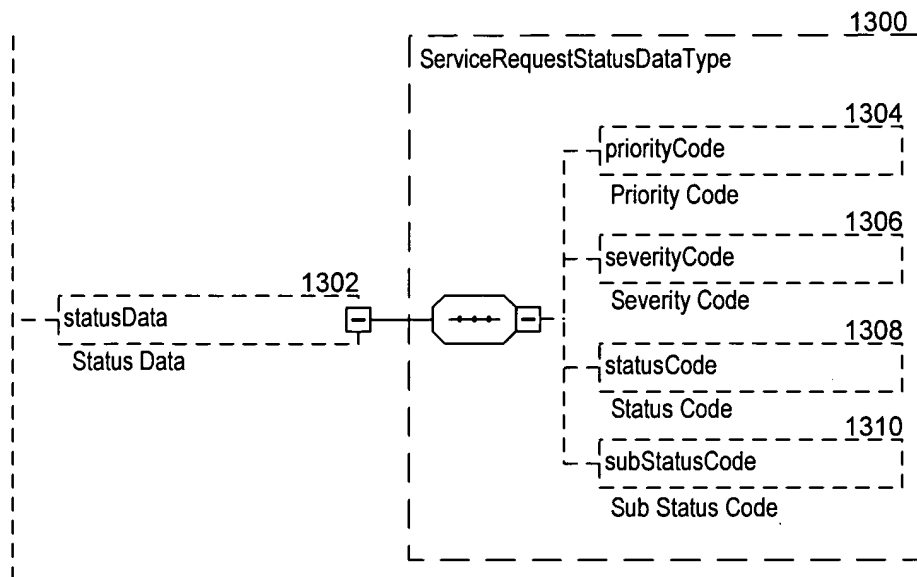 1300
ServiceRequestStatusDataType
1304
priorityCode
Priority Code
1306
severityCode
Severity Code
1302
statusData
Status Data
1308
statusCode
Status Code
1310
subStatusCode
Sub Status Code